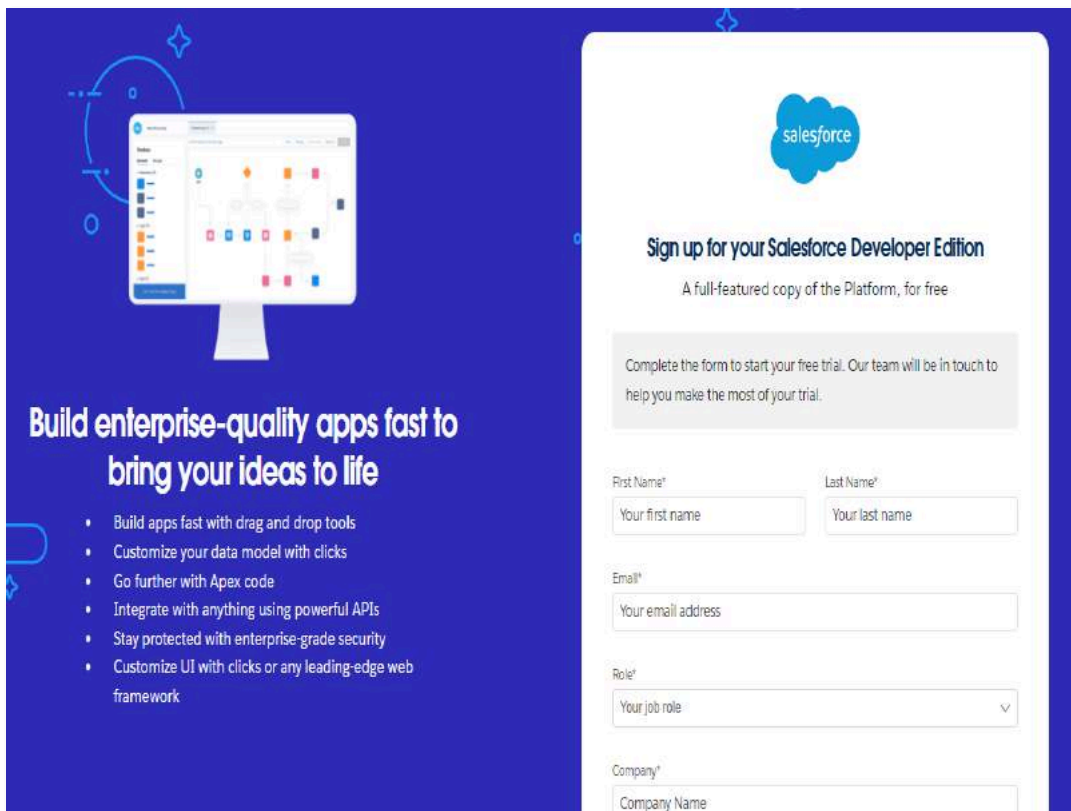 Build enterprise-quality apps fast to
bring your ideas to life
• Build apps fast with drag and drop tools
• Customize your data model with clicks
• Go further with Apex code
• Integrate with anything using powerful APIs
• Stay protected with enterprise-grade security
• Customize UI with clicks or any leading-edge web
framework
salesforce
Sign up for your Salesforce Developer Edition
A full-featured copy of the Platform, for free
Complete the form to start your free trial. Our team will be in touch to
help you make the most of your trial.
First Name* Last Name*
Your first name Your last name
Email*
Your email address
Role*
Your job role
Company*
Company Name